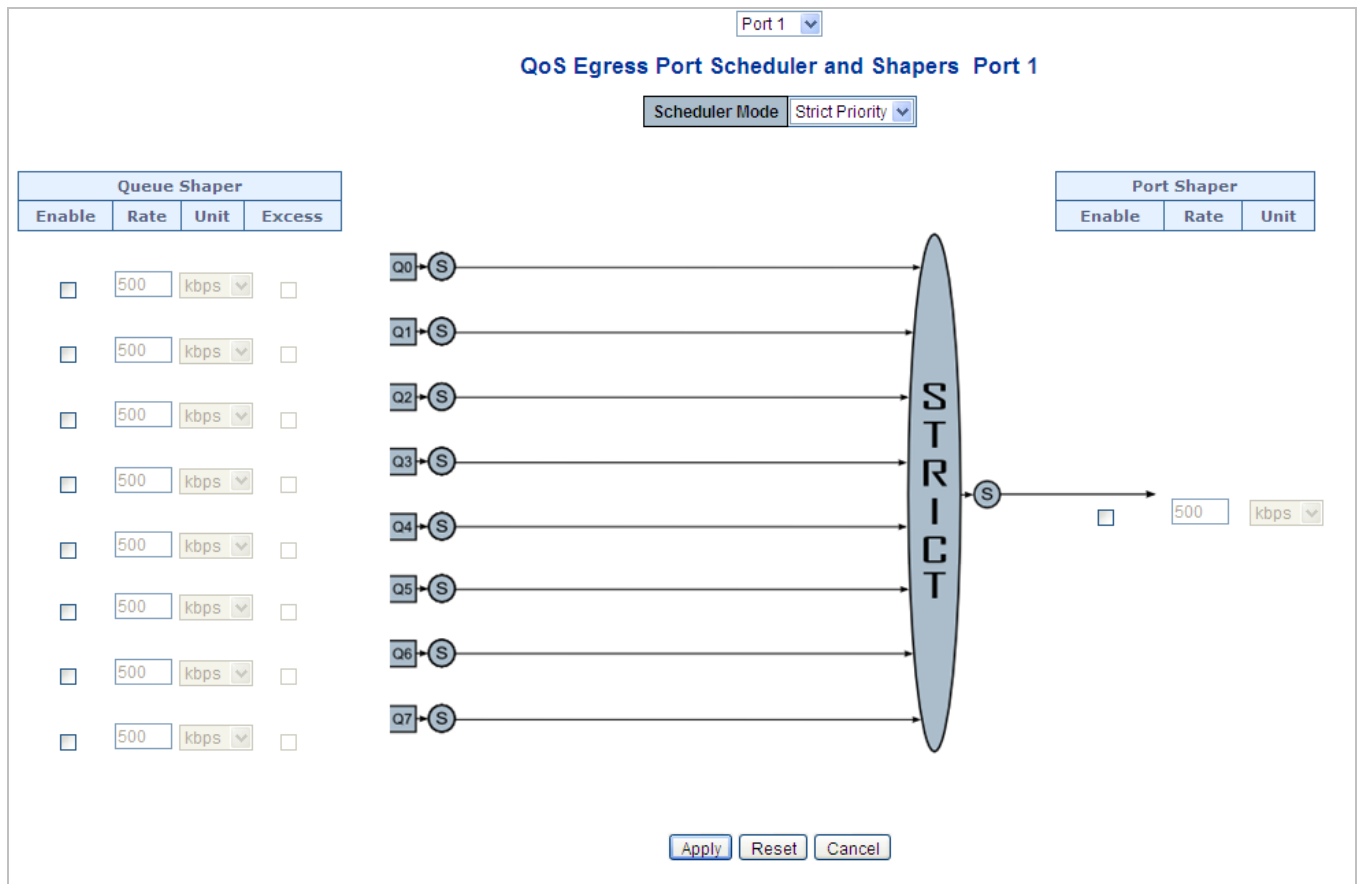 Port 1
QoS Egress Port Scheduler and Shapers Port 1
Scheduler Mode Strict Priority
Queue Shaper
Enable Rate Unit Excess
Port Shaper
Enable Rate Unit
500 kbps
Q0 S
500 kbps
Q1 S
500 kbps
Q2 S
500 kbps
Q3 S
500 kbps
Q4 S
500 kbps
Q5 S
500 kbps
Q6 S
500 kbps
Q7 S
STRICT
S
500 kbps
Apply Reset Cancel